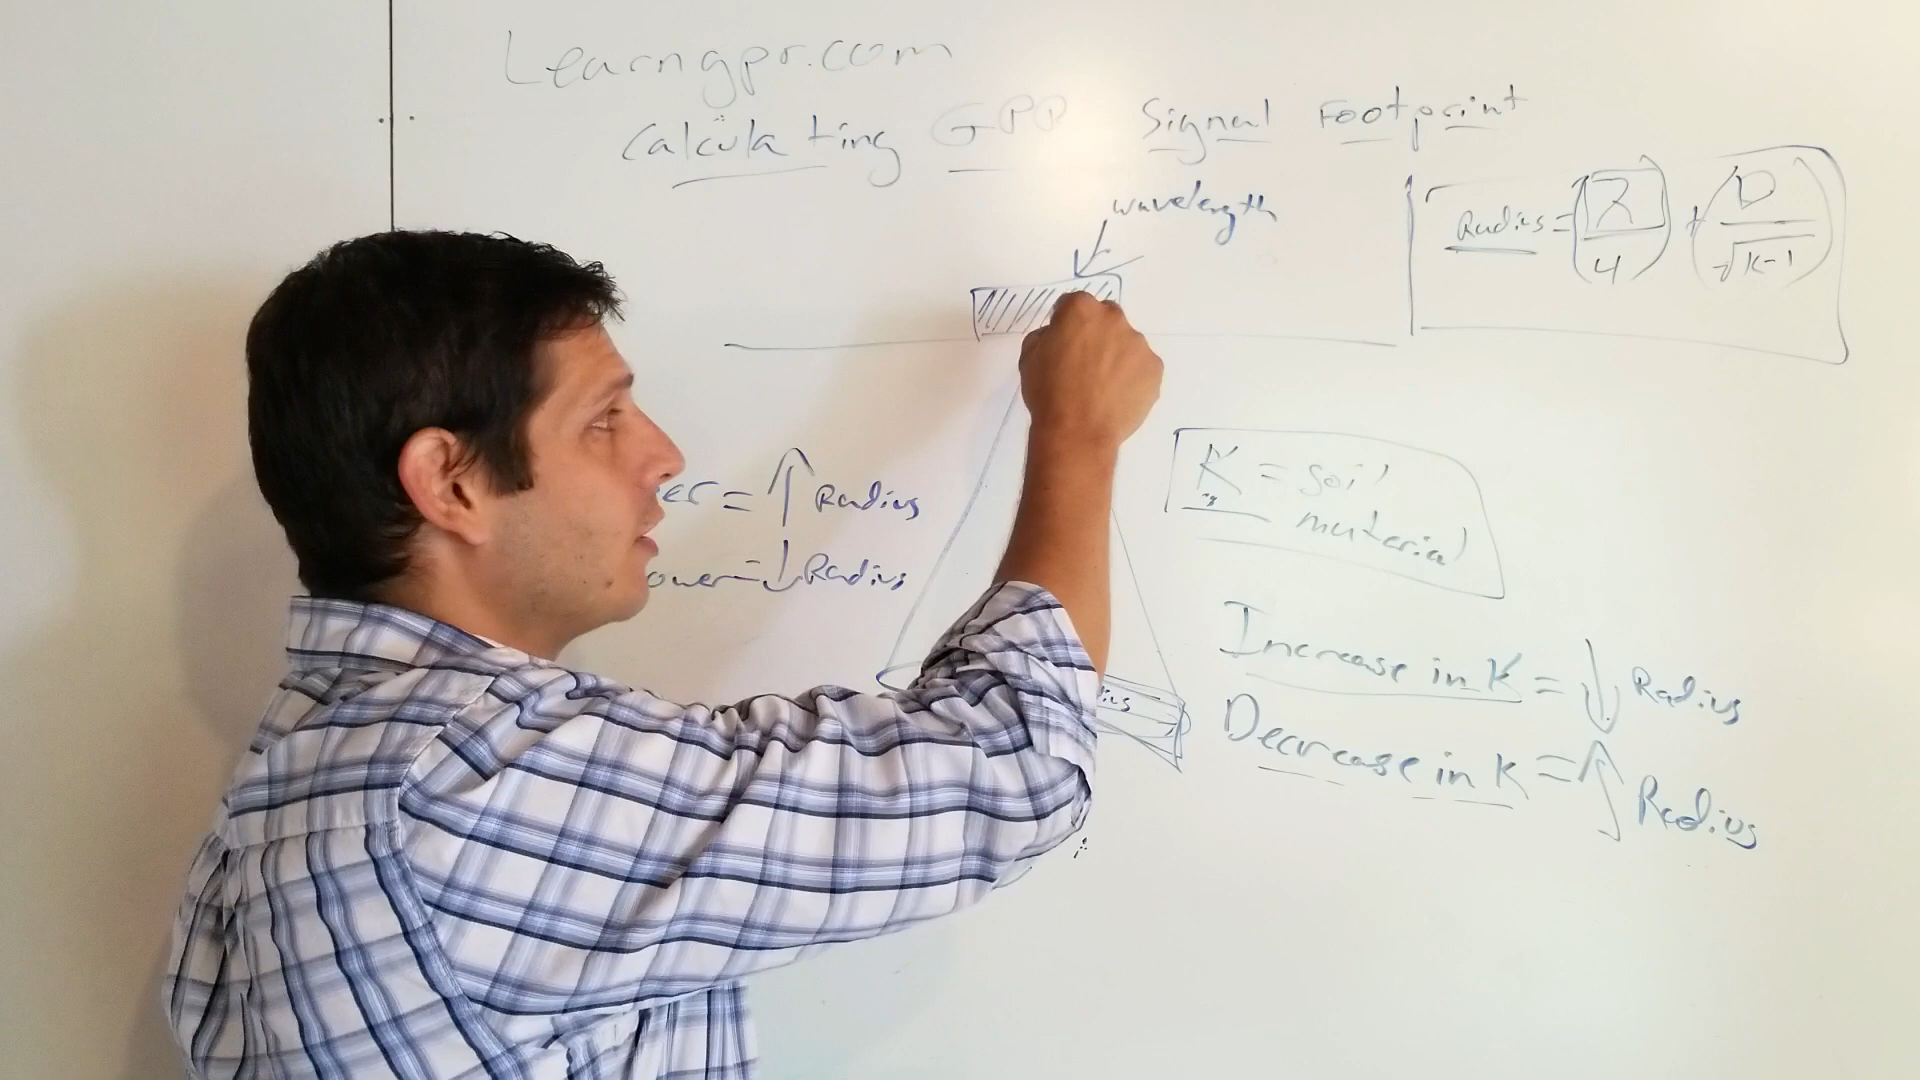 Learngpr.com
Calculating GPR Signal Footprint
wavelength
Radius = (λ/4) + (D/√K-1)
K = soil
material
= ↑ Radius
= ↓ Radius
Increase in K = ↓ Radius
Decrease in K = ↑ Radius